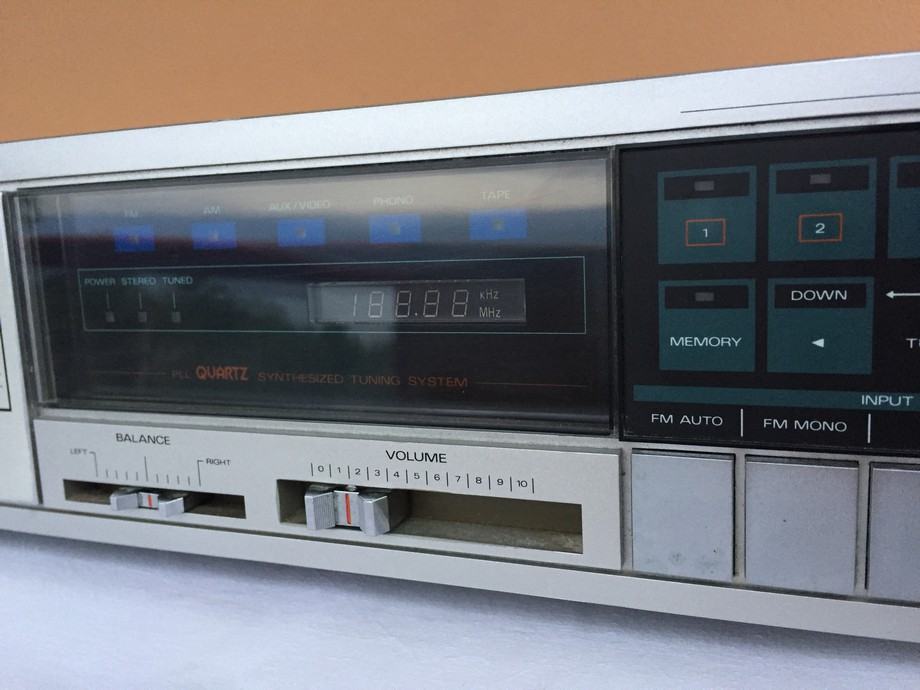 FM AM AUX/VIDEO PHONO TAPE
POWER STEREO TUNED
188.88 kHz
MHz
PLL QUARTZ SYNTHESIZED TUNING SYSTEM
1 2
MEMORY DOWN
INPUT
FM AUTO FM MONO
BALANCE
LEFT RIGHT
VOLUME
0 1 2 3 4 5 6 7 8 9 10